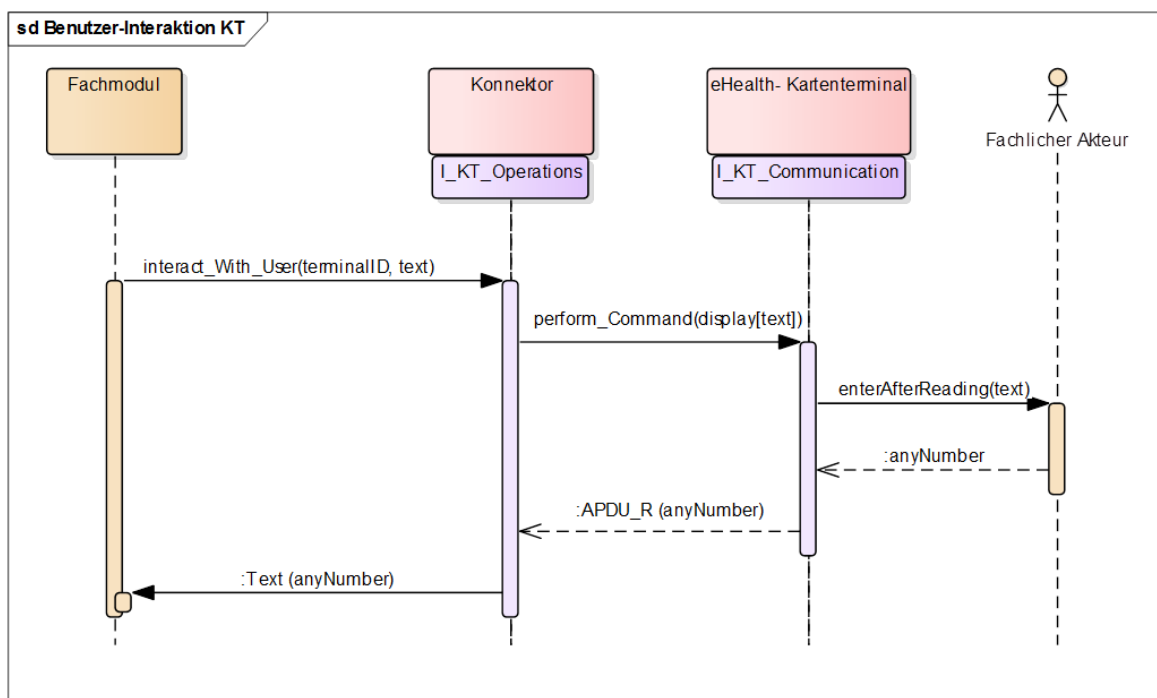 sd Benutzer-Interaktion KT
Fachmodul
Konnektor
eHealth- Kartenterminal
I_KT_Operations
I_KT_Communication
Fachlicher Akteur
interact_With_User(terminalID, text)
perform_Command(display[text])
enterAfterReading(text)
:anyNumber
:APDU_R (anyNumber)
:Text (anyNumber)